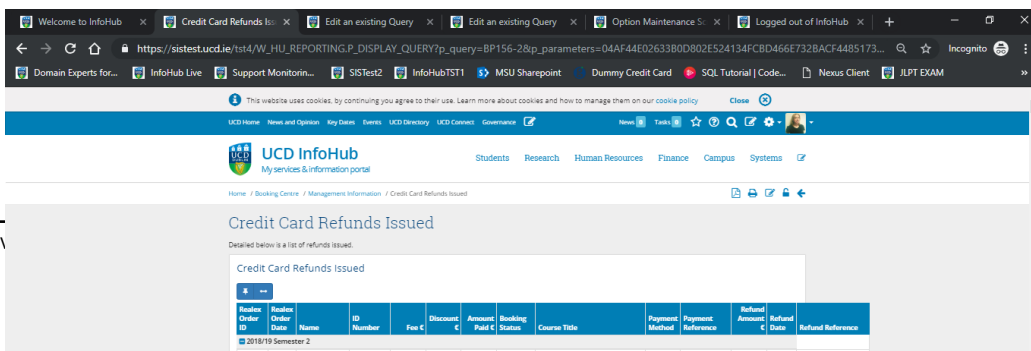 Welcome to InfoHub
Credit Card Refunds Iss
Edit an existing Query
Edit an existing Query
Option Maintenance Sc
Logged out of InfoHub
https://sistest.ucd.ie/tst4/W_HU_REPORTING.P_DISPLAY_QUERY?p_query=BP156-2&p_parameters=04AF44E02633B0D802E524134FCBD466E732BACF4485173...
Incognito
Domain Experts for...
InfoHub Live
Support Monitorin...
SISTest2
InfoHubTST1
MSU Sharepoint
Dummy Credit Card
SQL Tutorial | Code...
Nexus Client
JLPT EXAM
»
This website uses cookies, by continuing you agree to their use. Learn more about cookies and how to manage them on our cookie policy
Close
UCD Home News and Opinion Key Dates Events UCD Directory UCD Connect Governance
News 0 Tasks 0
UCD
DUBLIN
UCD InfoHub
My services & information portal
Students Research Human Resources Finance Campus Systems
Home / Booking Centre / Management Information / Credit Card Refunds Issued
Credit Card Refunds Issued
Detailed below is a list of refunds issued.
Credit Card Refunds Issued
Realex Order ID
Realex Order Date
Name
ID Number
Fee €
Discount €
Amount Paid €
Booking Status
Course Title
Payment Method
Payment Reference
Refund Amount €
Refund Date
Refund Reference
2018/19 Semester 2